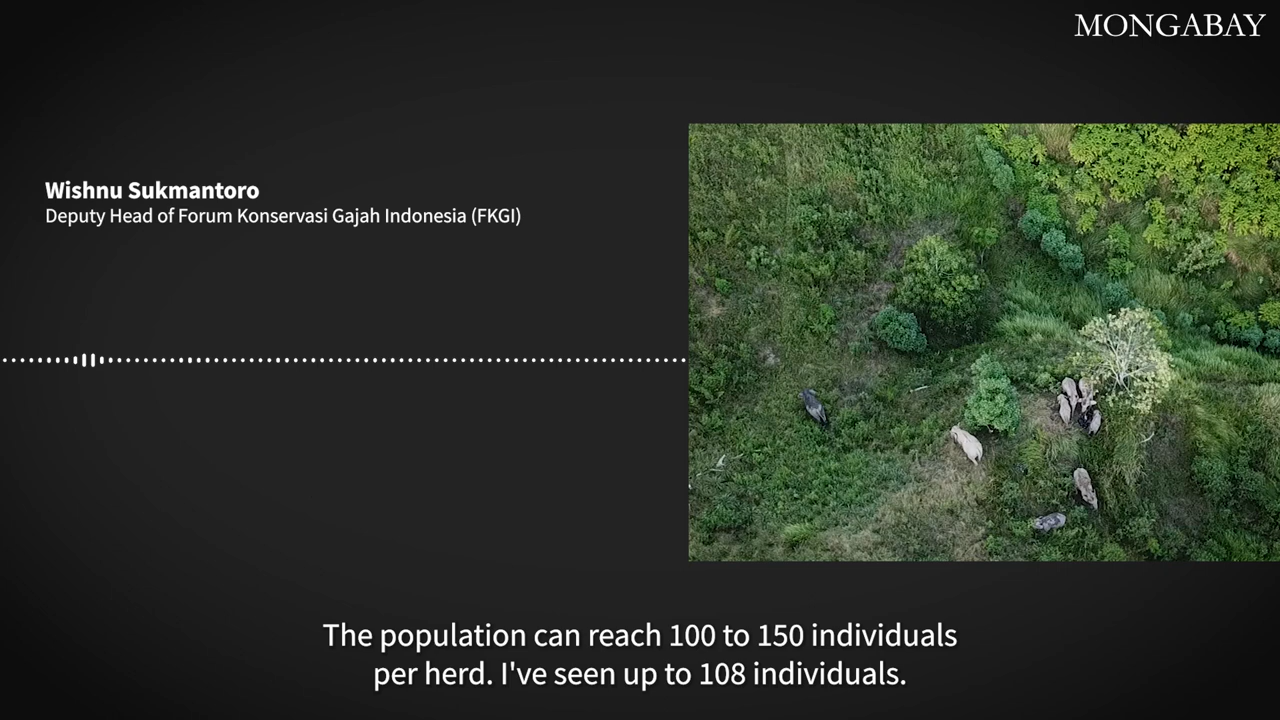 MONGABAY
Wishnu Sukmantoro
Deputy Head of Forum Konservasi Gajah Indonesia (FKGI)
The population can reach 100 to 150 individuals
per herd. I've seen up to 108 individuals.